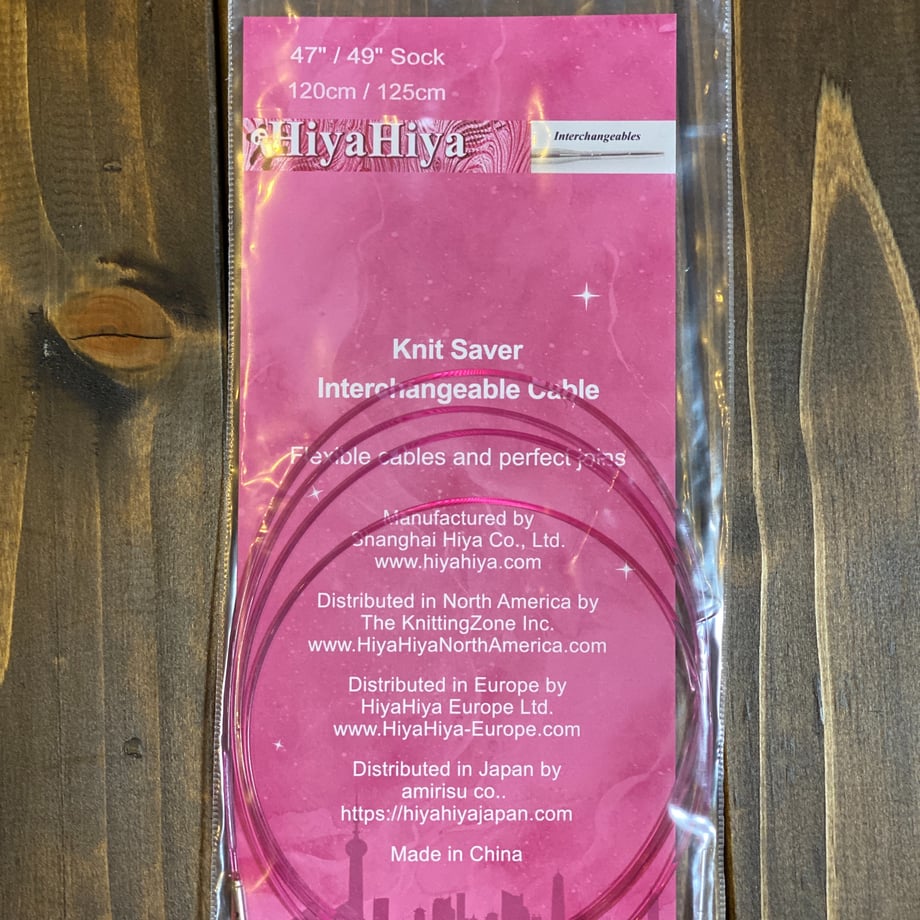 47" / 49" Sock
120cm / 125cm
HiyaHiya
Interchangeables
Knit Saver
Interchangeable Cable
Flexible cables and perfect joins
Manufactured by
Shanghai Hiya Co., Ltd.
www.hiyahiya.com
Distributed in North America by
The KnittingZone Inc.
www.HiyaHiyaNorthAmerica.com
Distributed in Europe by
HiyaHiya Europe Ltd.
www.HiyaHiya-Europe.com
Distributed in Japan by
amirisu co..
https://hiyahiyajapan.com
Made in China